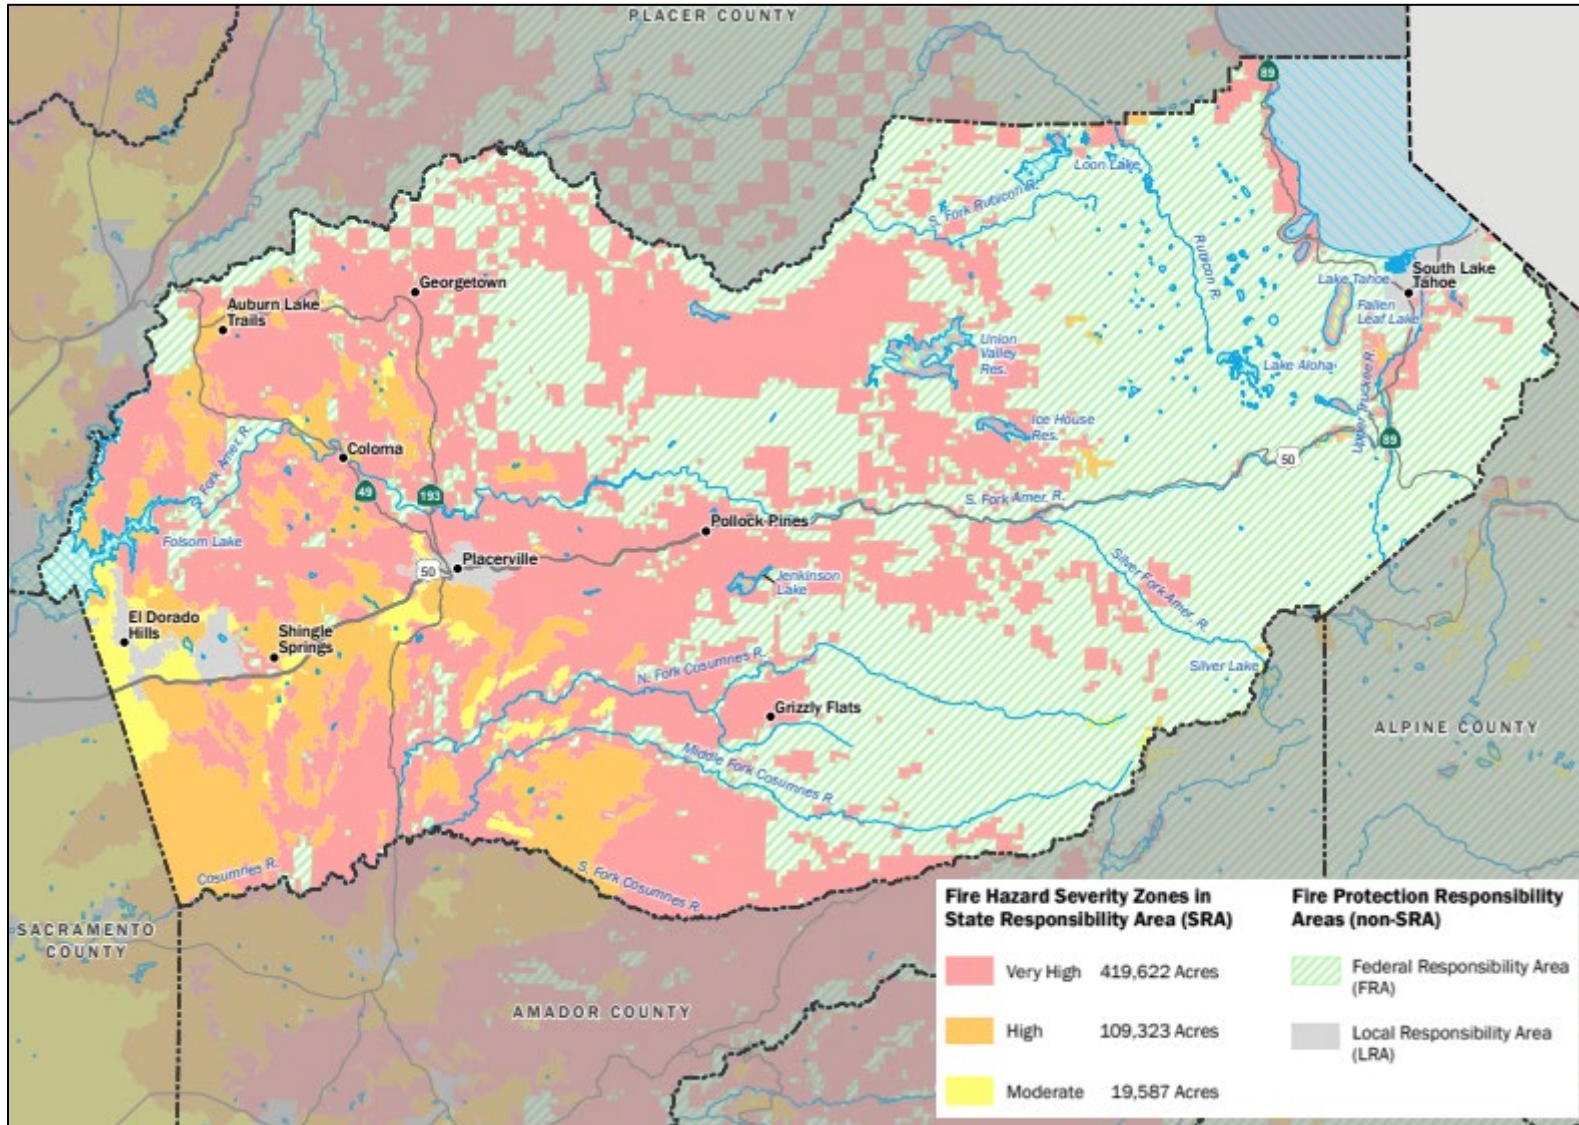 PLACER COUNTY
89
Loon Lake
S. Fork Rubicon R.
Rubicon R.
Georgetown
Auburn Lake
Trails
South Lake
Tahoe
Lake Tahoe
Fallen
Leaf Lake
Union
Valley
Res.
Lake Aloha
Upper Truckee R.
Ice House
Res.
89
50
S. Fork Amer. R.
Coloma
49
193
S. Fork Amer. R.
Pollock Pines
Folsom Lake
Placerville
50
Jenkinson
Lake
Silver Fork Amer. R.
El Dorado
Hills
Shingle
Springs
N. Fork Cosumnes R.
Silver Lake
Grizzly Flats
ALPINE COUNTY
Middle Fork Cosumnes R.
Cosumnes R.
S. Fork Cosumnes R.
SACRAMENTO
COUNTY
AMADOR COUNTY
Fire Hazard Severity Zones in
State Responsibility Area (SRA)
Very High 419,622 Acres
High 109,323 Acres
Moderate 19,587 Acres
Fire Protection Responsibility
Areas (non-SRA)
Federal Responsibility Area
(FRA)
Local Responsibility Area
(LRA)